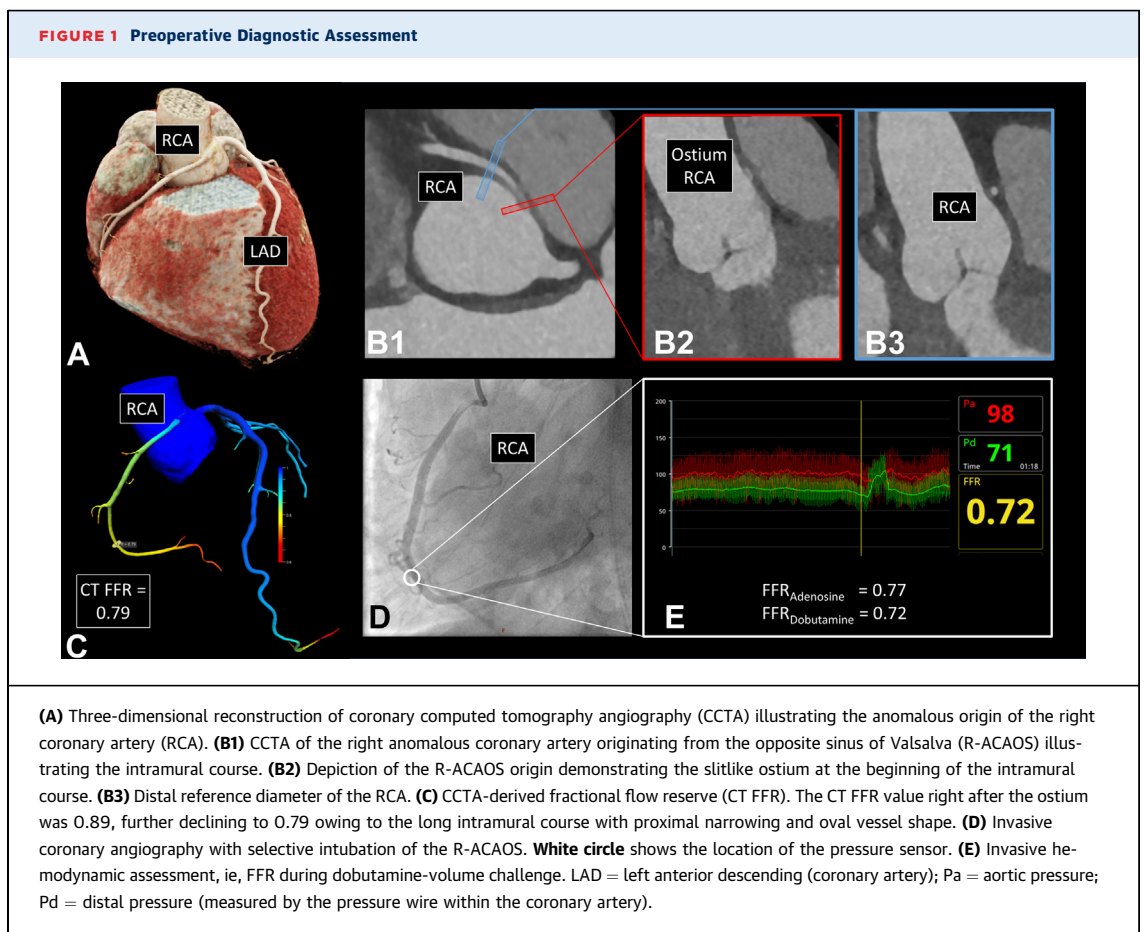 FIGURE 1 Preoperative Diagnostic Assessment
RCA
LAD
A
RCA
B1
Ostium
RCA
B2
RCA
B3
RCA
CT FFR =
0.79
C
RCA
D
200
150
100
50
0
Pa
98
Pd
71
Time 01:18
FFR
0.72
FFRAdenosine = 0.77
FFRDobutamine = 0.72
E
(A) Three-dimensional reconstruction of coronary computed tomography angiography (CCTA) illustrating the anomalous origin of the right
coronary artery (RCA). (B1) CCTA of the right anomalous coronary artery originating from the opposite sinus of Valsalva (R-ACAOS) illus-
trating the intramural course. (B2) Depiction of the R-ACAOS origin demonstrating the slitlike ostium at the beginning of the intramural
course. (B3) Distal reference diameter of the RCA. (C) CCTA-derived fractional flow reserve (CT FFR). The CT FFR value right after the ostium
was 0.89, further declining to 0.79 owing to the long intramural course with proximal narrowing and oval vessel shape. (D) Invasive
coronary angiography with selective intubation of the R-ACAOS. White circle shows the location of the pressure sensor. (E) Invasive he-
modynamic assessment, ie, FFR during dobutamine-volume challenge. LAD = left anterior descending (coronary artery); Pa = aortic pressure;
Pd = distal pressure (measured by the pressure wire within the coronary artery).